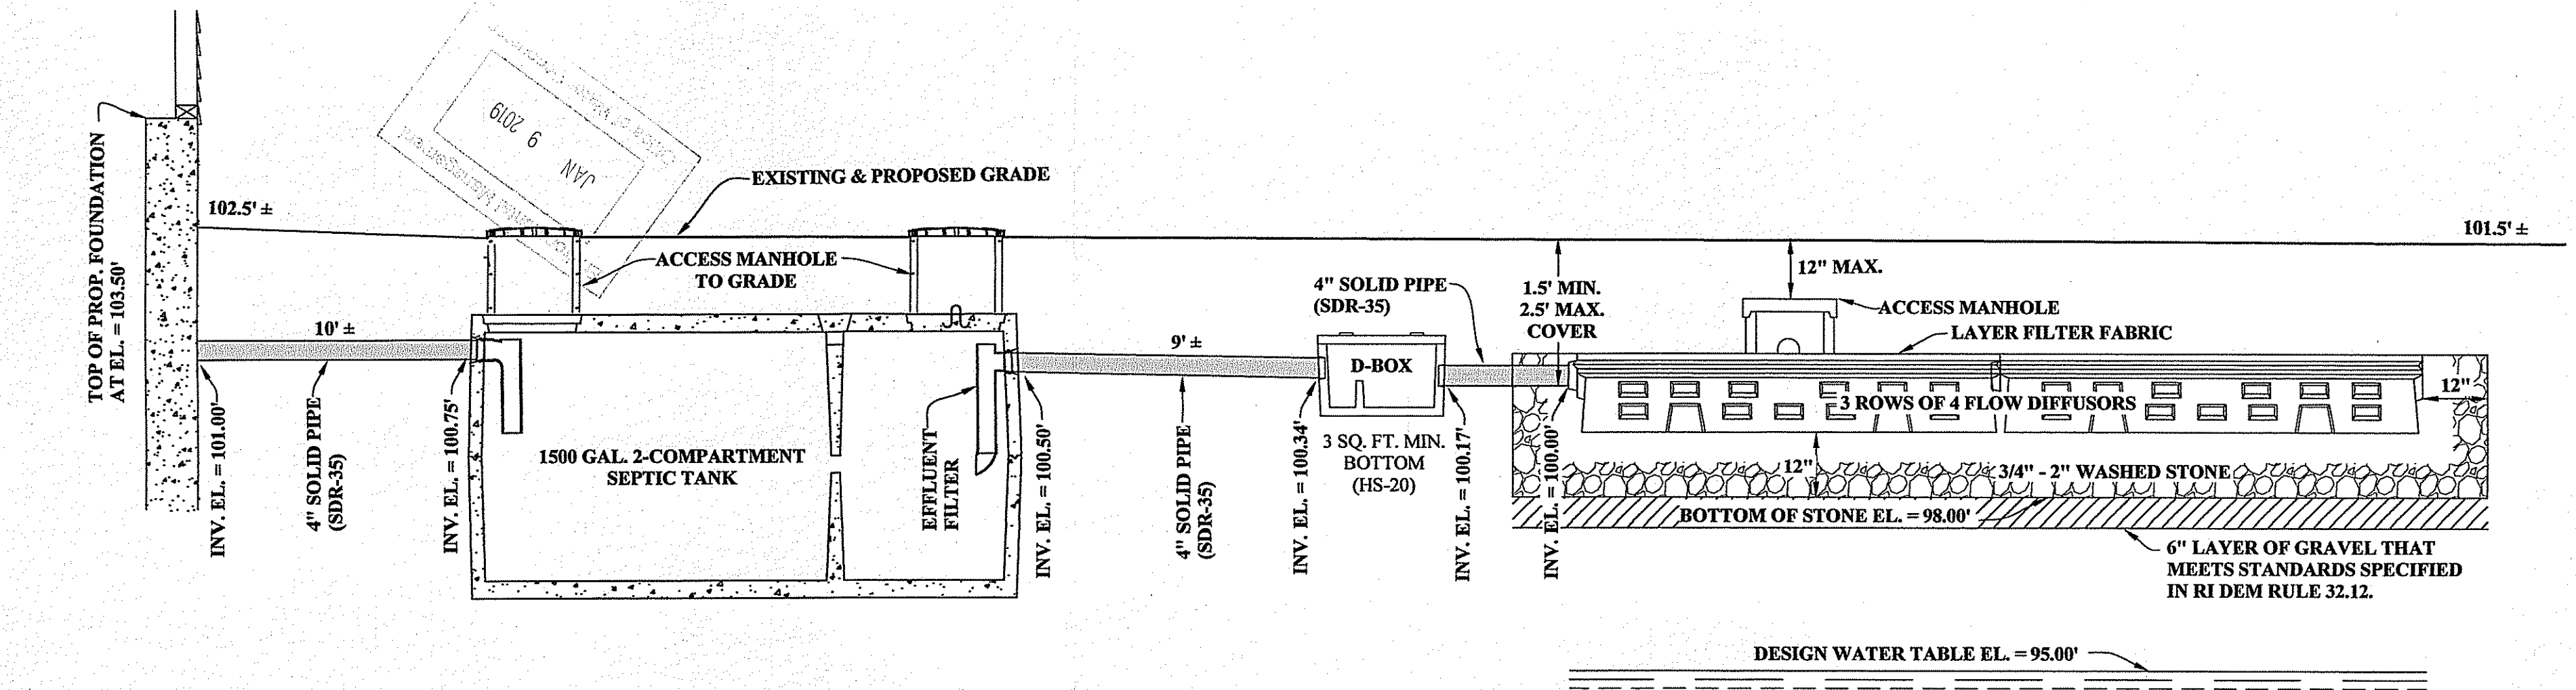 TOP OF PROP. FOUNDATION
AT EL. = 103.50'
102.5' ±
JAN
9 2019
EXISTING & PROPOSED GRADE
101.5' ±
ACCESS MANHOLE
TO GRADE
10' ±
INV. EL. = 101.00'
4" SOLID PIPE
(SDR-35)
INV. EL. = 100.75'
1500 GAL. 2-COMPARTMENT
SEPTIC TANK
EFFLUENT
FILTER
INV. EL. = 100.50'
9' ±
4" SOLID PIPE
(SDR-35)
INV. EL. = 100.34'
4" SOLID PIPE
(SDR-35)
D-BOX
3 SQ. FT. MIN.
BOTTOM
(HS-20)
INV. EL. = 100.17'
1.5' MIN.
2.5' MAX.
COVER
INV. EL. = 100.00'
12" MAX.
ACCESS MANHOLE
LAYER FILTER FABRIC
12"
3 ROWS OF 4 FLOW DIFFUSORS
12"
3/4" - 2" WASHED STONE
BOTTOM OF STONE EL. = 98.00'
6" LAYER OF GRAVEL THAT
MEETS STANDARDS SPECIFIED
IN RI DEM RULE 32.12.
DESIGN WATER TABLE EL. = 95.00'